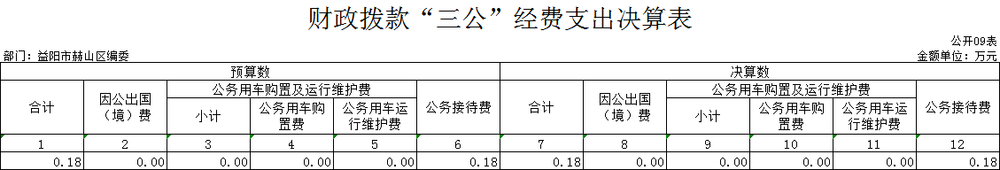 财政拨款“三公”经费支出决算表
公开09表
部门：益阳市赫山区编委 金额单位：万元
预算数 决算数
合计 因公出国（境）费 公务用车购置及运行维护费 公务接待费 合计 因公出国（境）费 公务用车购置及运行维护费 公务接待费
小计 公务用车购置费 公务用车运行维护费 小计 公务用车购置费 公务用车运行维护费
1 2 3 4 5 6 7 8 9 10 11 12
0.18 0.00 0.00 0.00 0.00 0.18 0.18 0.00 0.00 0.00 0.00 0.18